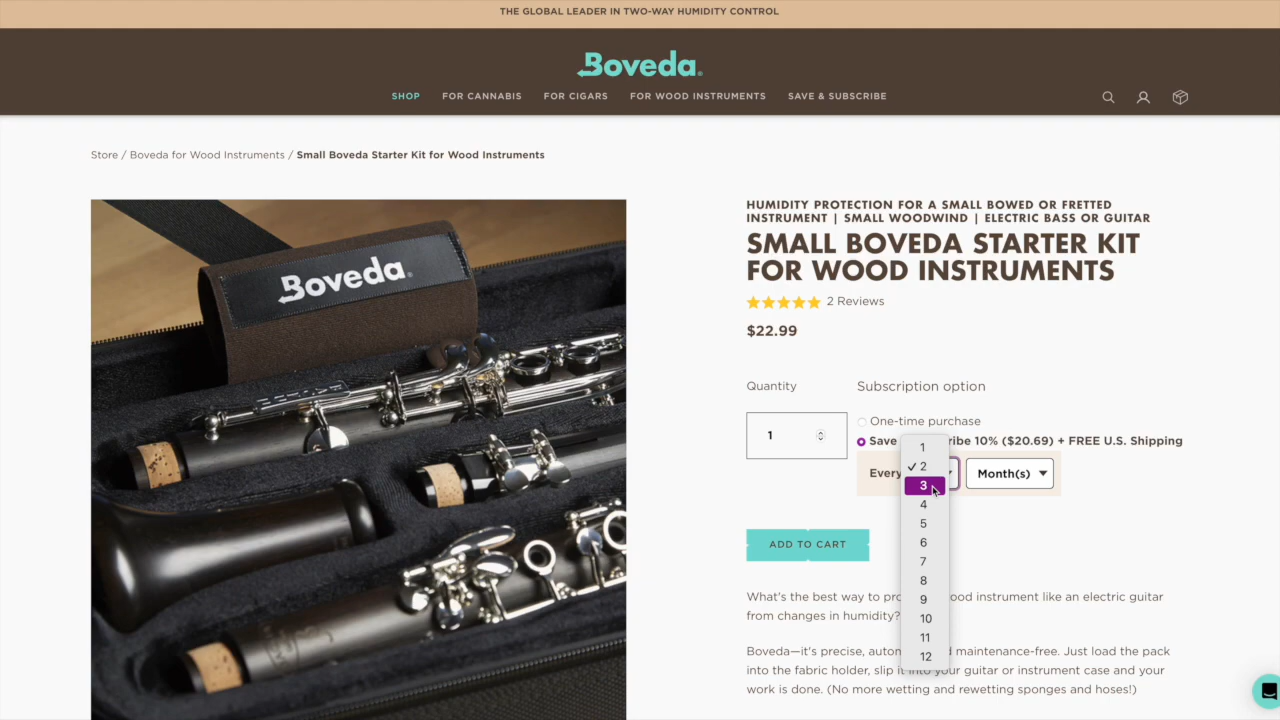 THE GLOBAL LEADER IN TWO-WAY HUMIDITY CONTROL
Boveda®
SHOP FOR CANNABIS FOR CIGARS FOR WOOD INSTRUMENTS SAVE & SUBSCRIBE
Store / Boveda for Wood Instruments / Small Boveda Starter Kit for Wood Instruments
Boveda®
HUMIDITY PROTECTION FOR A SMALL BOWED OR FRETTED
INSTRUMENT | SMALL WOODWIND | ELECTRIC BASS OR GUITAR
SMALL BOVEDA STARTER KIT
FOR WOOD INSTRUMENTS
2 Reviews
$22.99
Quantity
1
Subscription option
One-time purchase
Save ibe 10% ($20.69) + FREE U.S. Shipping
Every
Month(s)
1
✓ 2
3
4
5
6
7
8
9
10
11
12
ADD TO CART
What's the best way to pro ood instrument like an electric guitar
from changes in humidity?
Boveda—it's precise, auton d maintenance-free. Just load the pack
into the fabric holder, slip it into your guitar or instrument case and your
work is done. (No more wetting and rewetting sponges and hoses!)